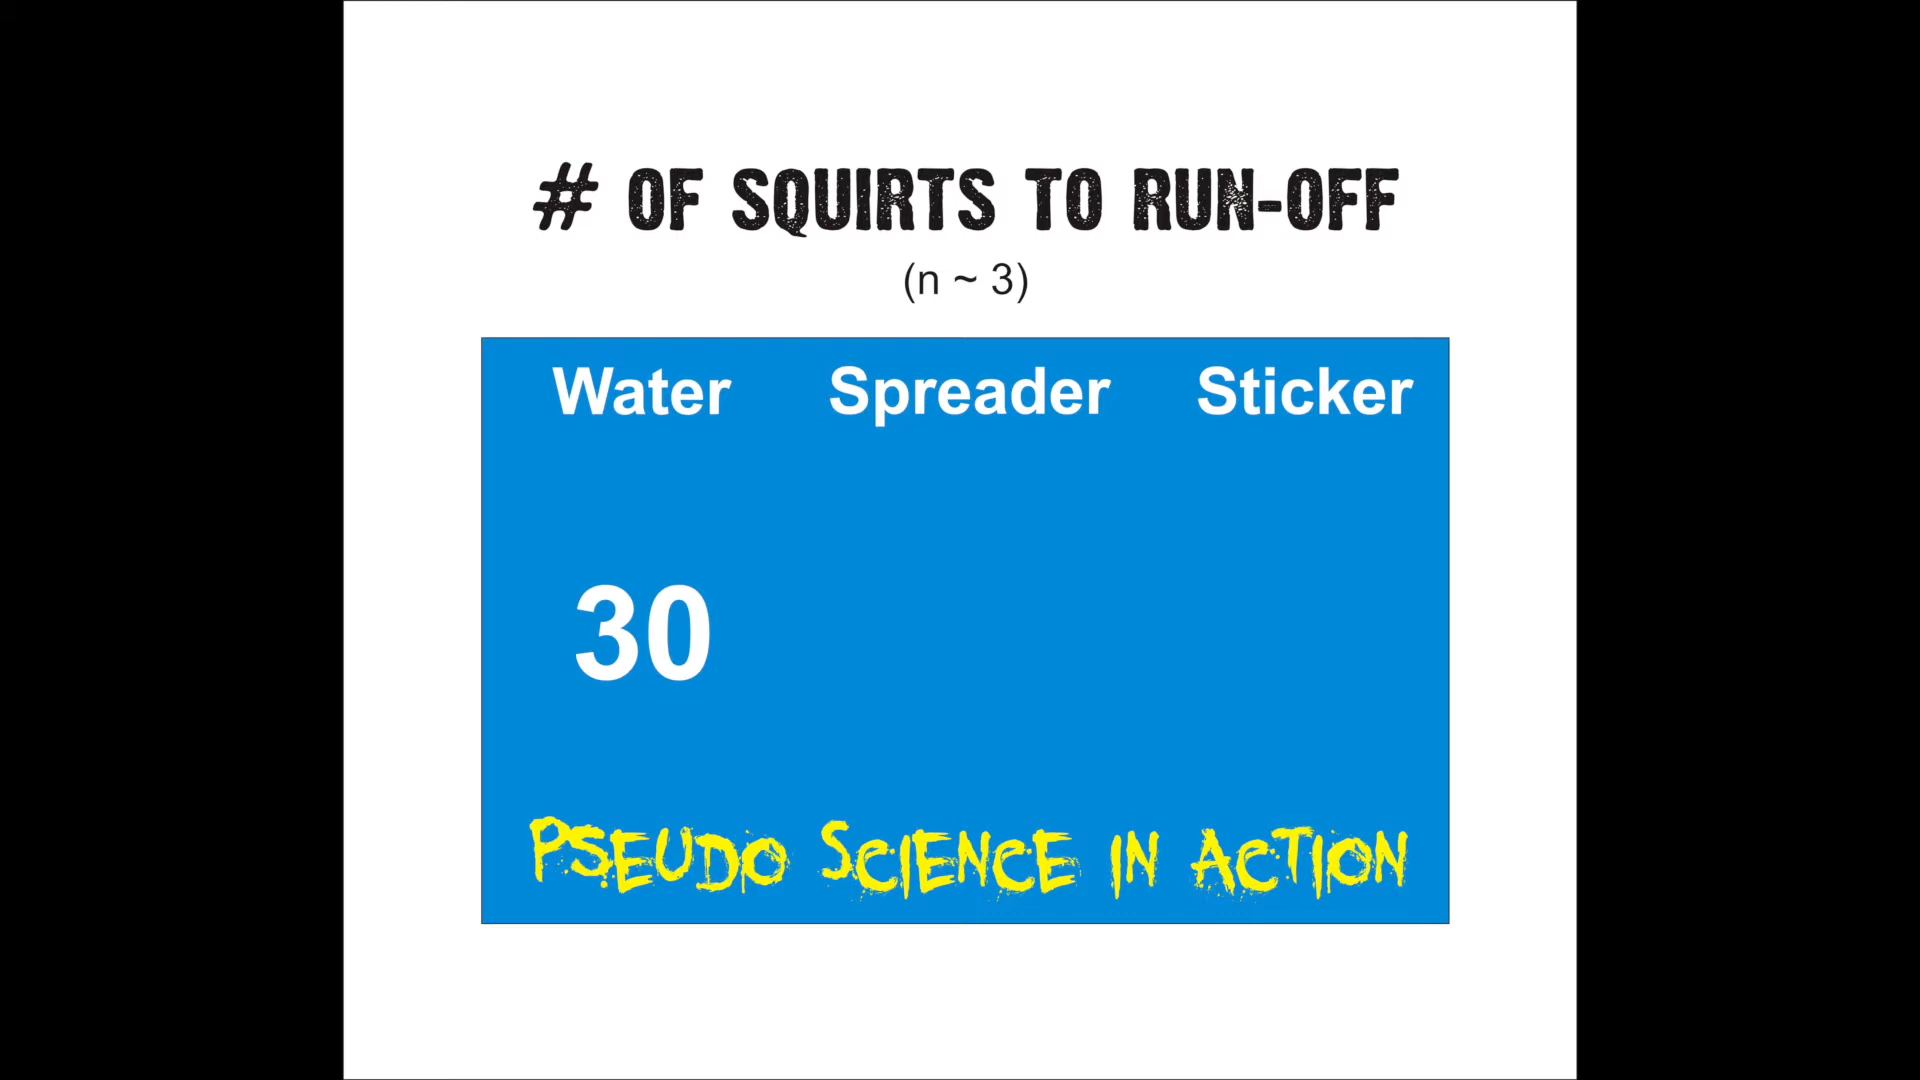 # OF SQUIRTS TO RUN-OFF
(n ~ 3)
Water Spreader Sticker
30
PSEUDO SCIENCE IN ACTION